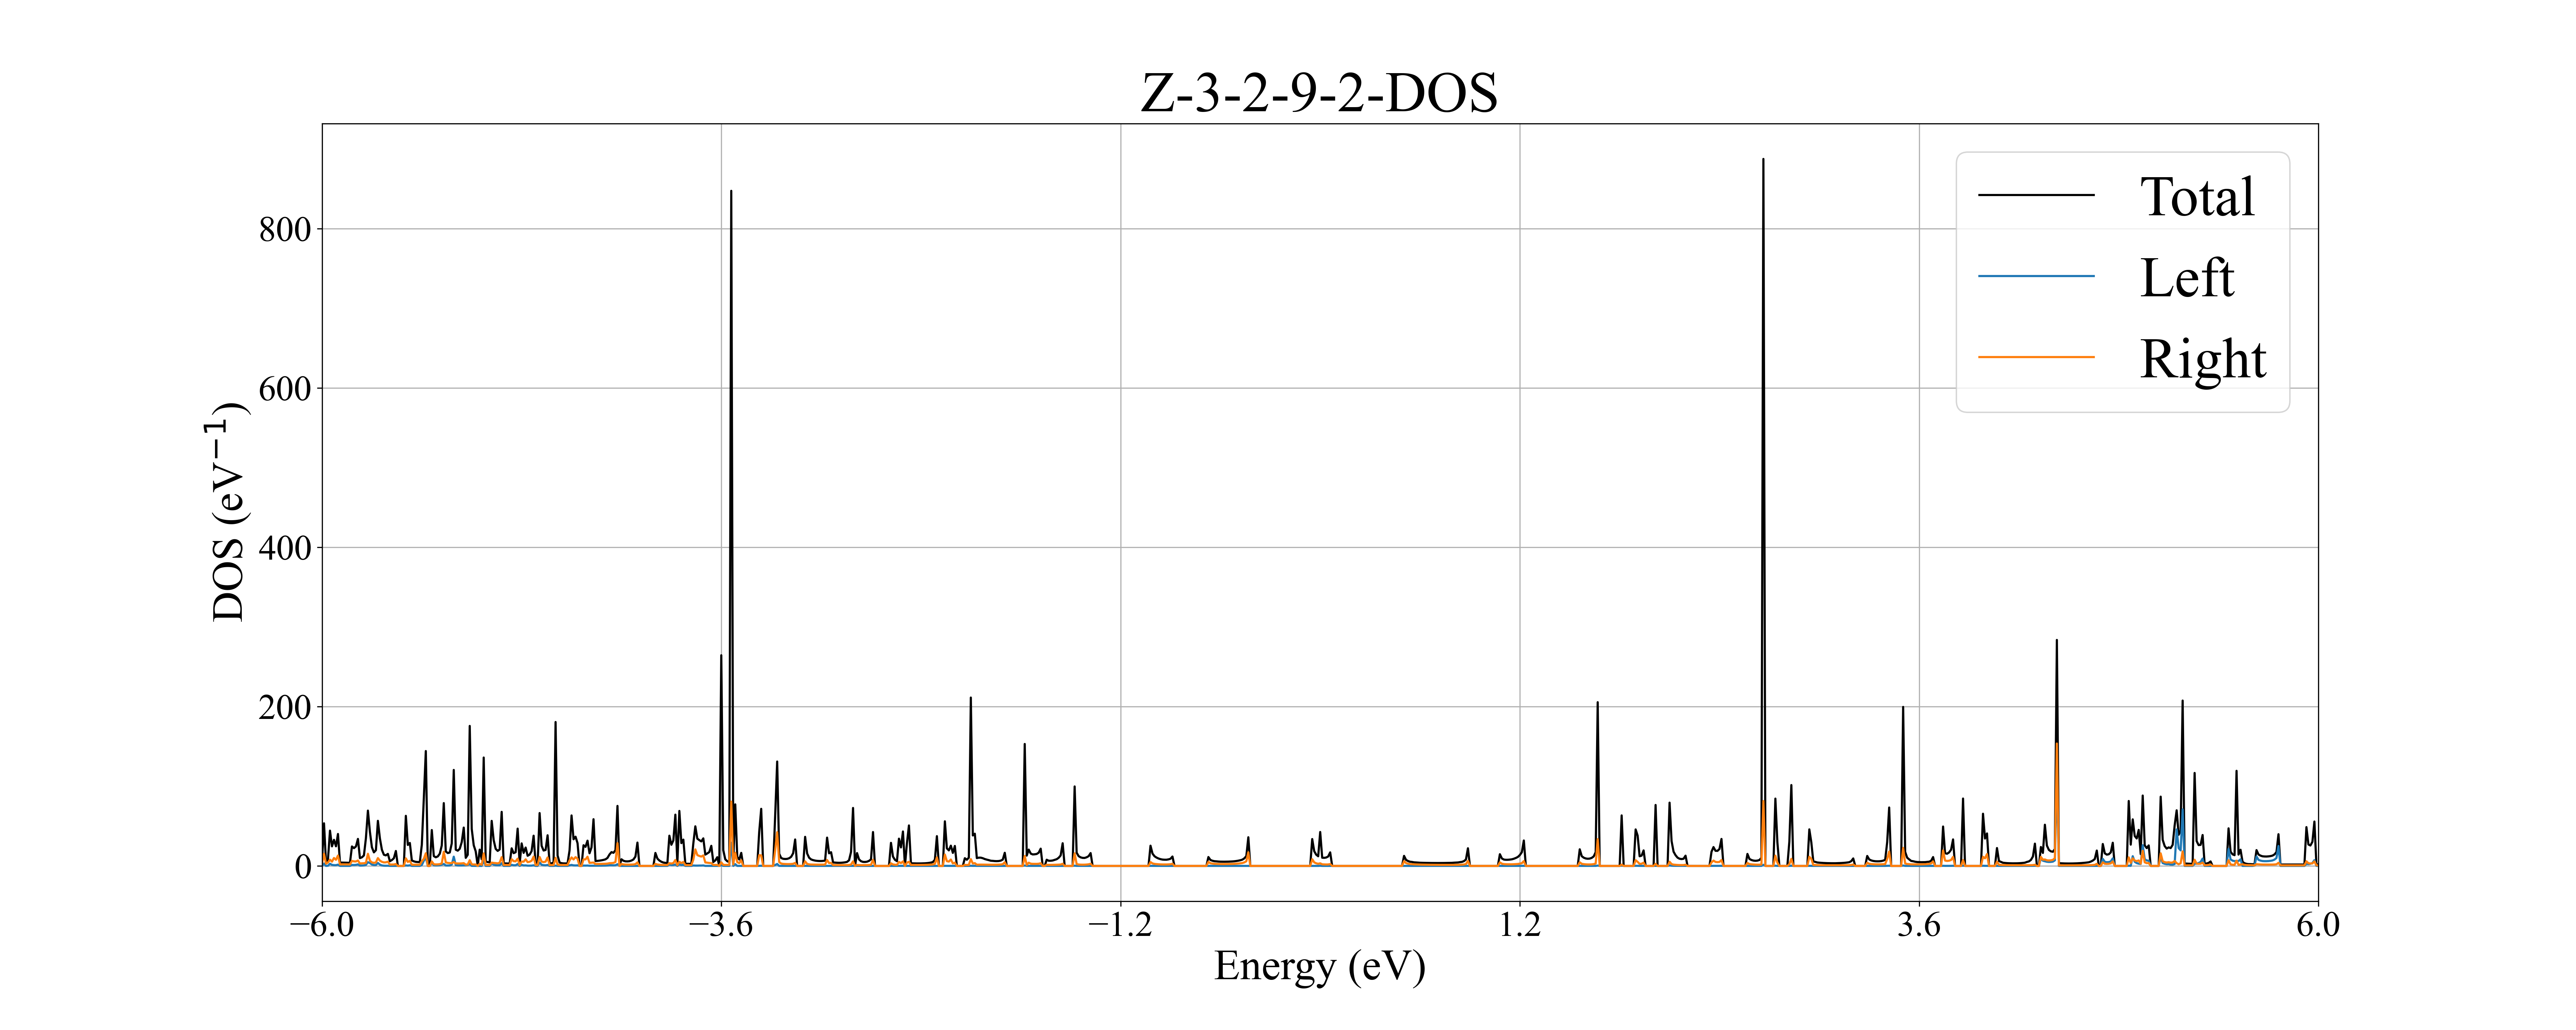 Z-3-2-9-2-DOS
Total
Left
Right
DOS (eV⁻¹)
800
600
400
200
0
−6.0 −3.6 −1.2 1.2 3.6 6.0
Energy (eV)